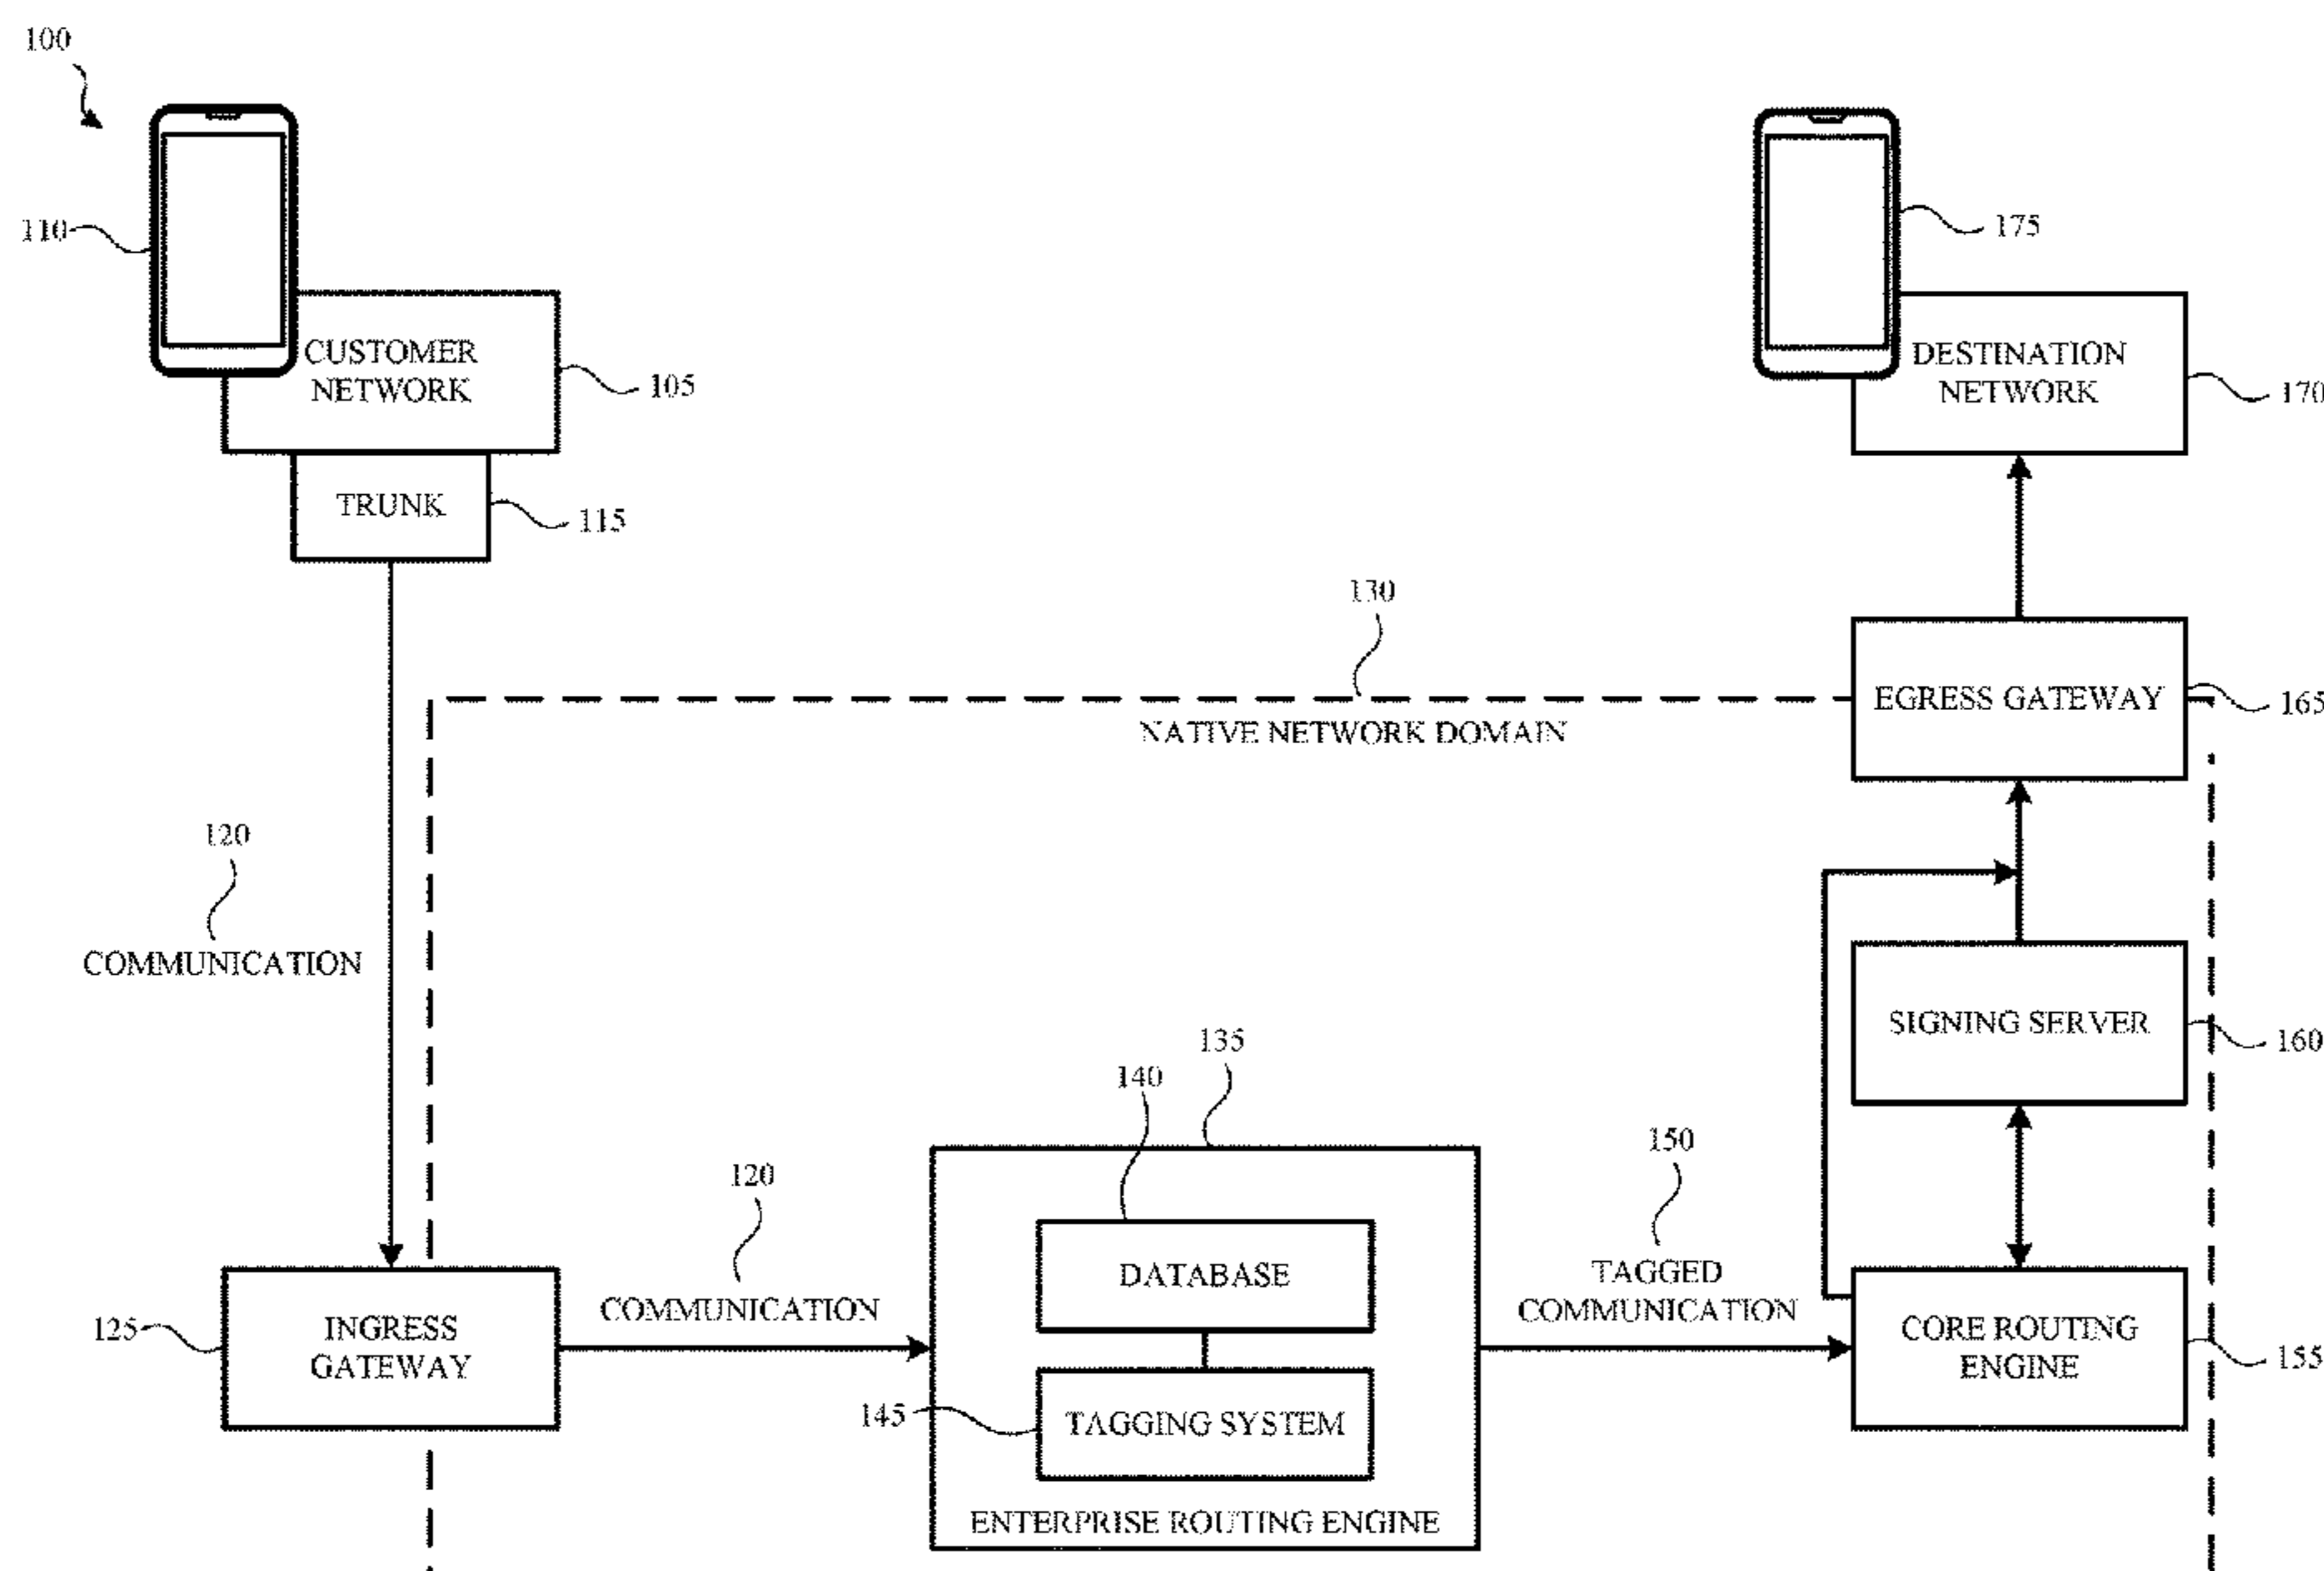 100
110
175
CUSTOMER
NETWORK
105
DESTINATION
NETWORK
170
TRUNK
115
130
EGRESS GATEWAY
165
NATIVE NETWORK DOMAIN
120
COMMUNICATION
SIGNING SERVER
160
135
140
120
COMMUNICATION
150
TAGGED
COMMUNICATION
DATABASE
125
INGRESS
GATEWAY
CORE ROUTING
ENGINE
155
145
TAGGING SYSTEM
ENTERPRISE ROUTING ENGINE